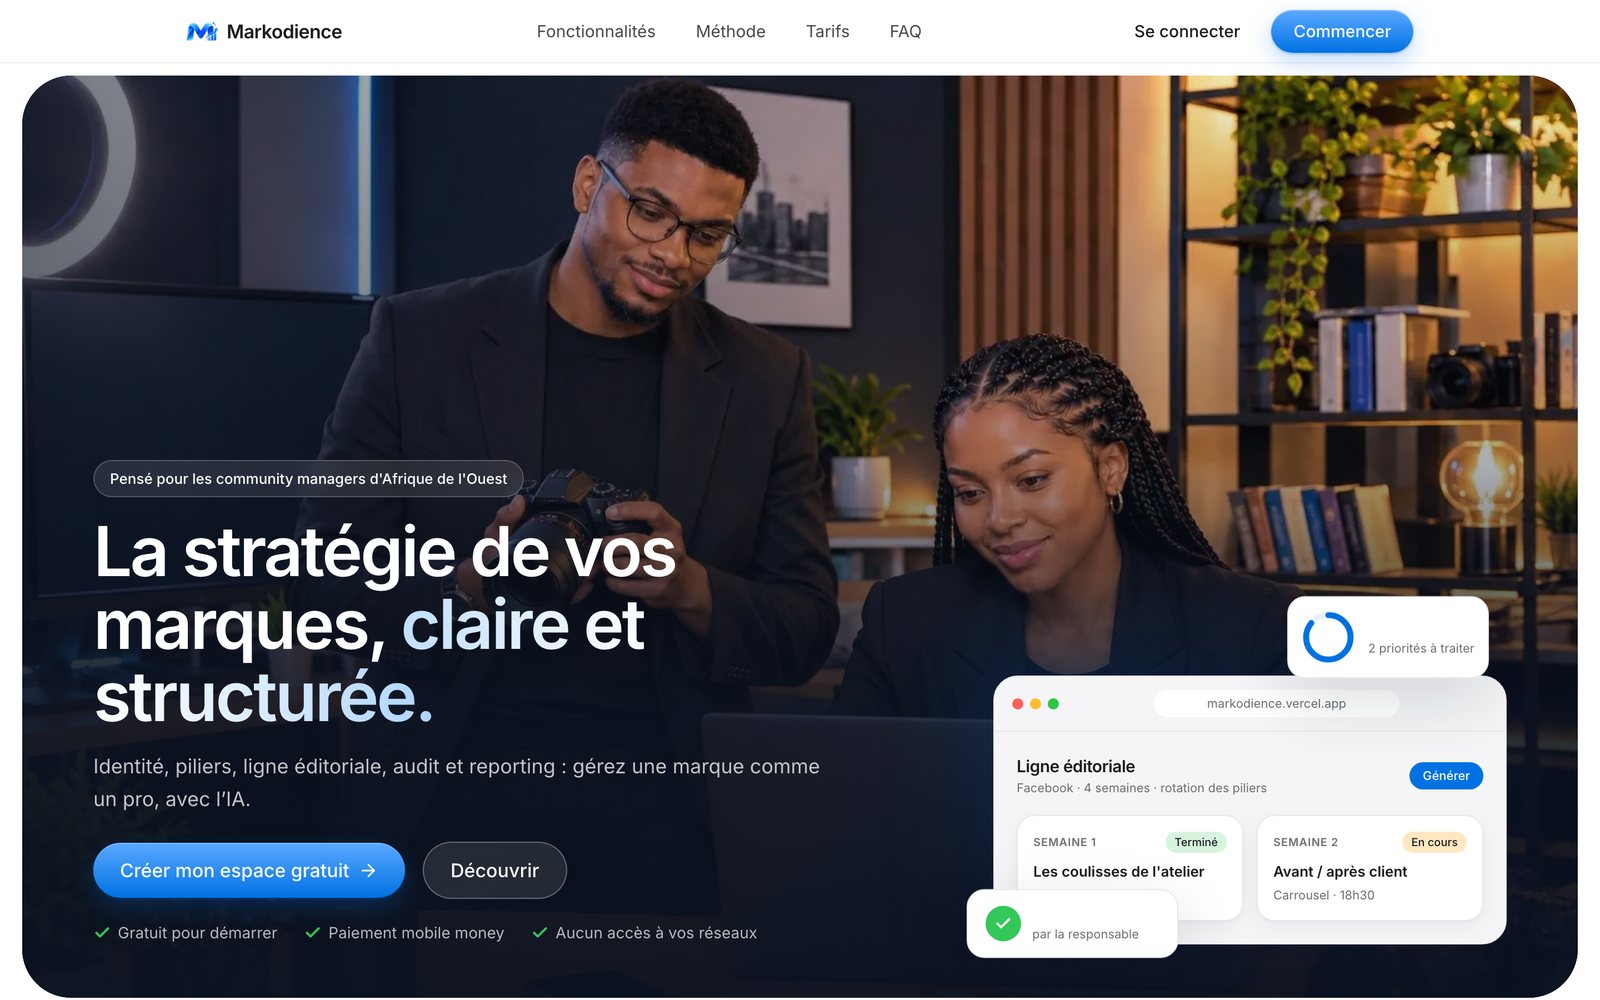 Markodience
Fonctionnalités
Méthode
Tarifs
FAQ
Se connecter
Commencer
Pensé pour les community managers d'Afrique de l'Ouest
La stratégie de vos
marques, claire et
structurée.
Identité, piliers, ligne éditoriale, audit et reporting : gérez une marque comme
un pro, avec l’IA.
Créer mon espace gratuit →
Découvrir
Gratuit pour démarrer
Paiement mobile money
Aucun accès à vos réseaux
2 priorités à traiter
markodience.vercel.app
Ligne éditoriale
Facebook · 4 semaines · rotation des piliers
Générer
SEMAINE 1
Terminé
Les coulisses de l'atelier
SEMAINE 2
En cours
Avant / après client
Carrousel · 18h30
par la responsable